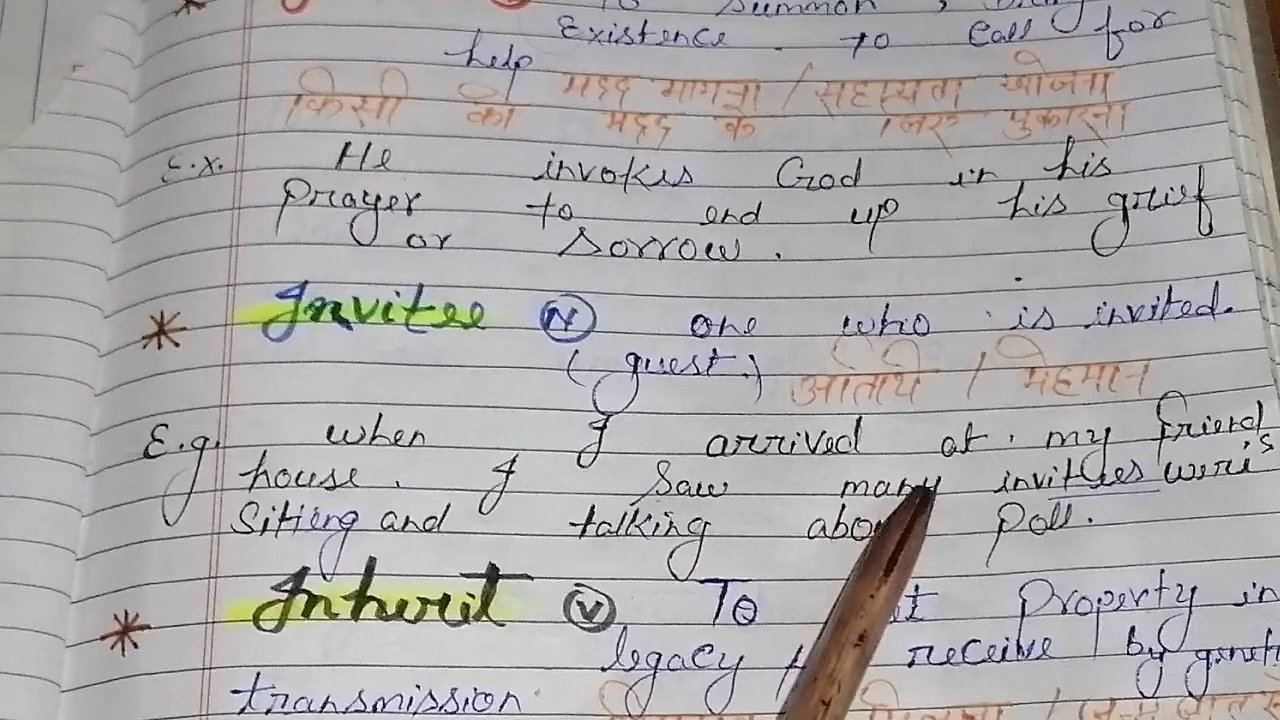 Summon ,
Existence . To Call for
help
मदद मागना / सहास्यता खोजना
किसी को मदद के लिए पुकारना
E.x. He invokes God in his
Prayer to end up his grief
or Sorrow .
* Invitee (N) one who is invited.
( guest ) अतिथि / मेहमान
E.g. when I arrived at my friend's
house . I saw many invitees were
Sitting and talking poll.
* Inherit (V) To Property in
legacy / receive by
transmission